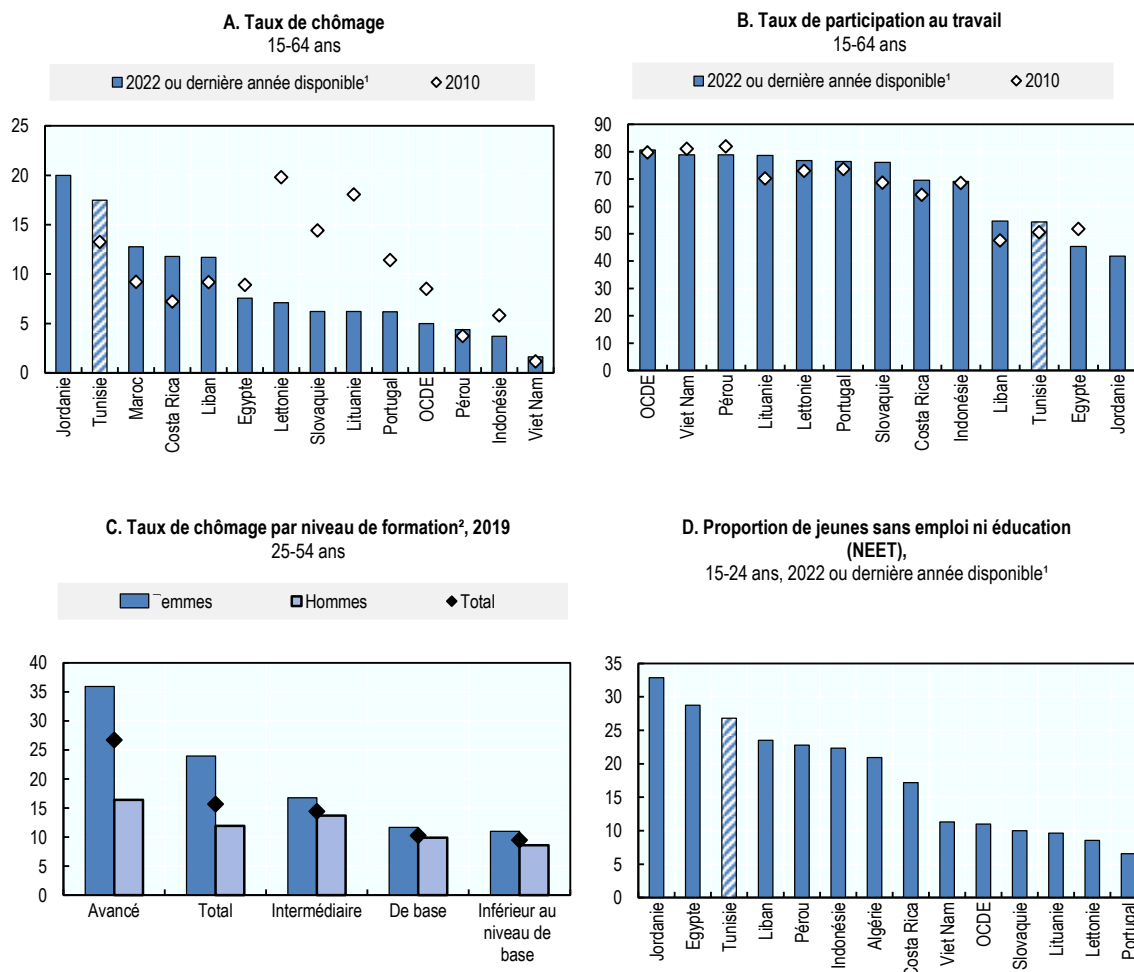 A. Taux de chômage
15-64 ans
2022 ou dernière année disponible¹ 2010
25
20
15
10
5
0
Jordanie
Tunisie
Maroc
Costa Rica
Liban
Egypte
Lettonie
Slovaquie
Lituanie
Portugal
OCDE
Pérou
Indonésie
Viet Nam
B. Taux de participation au travail
15-64 ans
2022 ou dernière année disponible¹ 2010
90
80
70
60
50
40
30
20
10
0
OCDE
Viet Nam
Pérou
Lituanie
Lettonie
Portugal
Slovaquie
Costa Rica
Indonésie
Liban
Tunisie
Egypte
Jordanie
C. Taux de chômage par niveau de formation², 2019
25-54 ans
Femmes Hommes Total
40
35
30
25
20
15
10
5
0
Avancé
Total
Intermédiaire
De base
Inférieur au
niveau de
base
D. Proportion de jeunes sans emploi ni éducation
(NEET),
15-24 ans, 2022 ou dernière année disponible¹
35
30
25
20
15
10
5
0
Jordanie
Egypte
Tunisie
Liban
Pérou
Indonésie
Algérie
Costa Rica
Viet Nam
OCDE
Slovaquie
Lituanie
Lettonie
Portugal